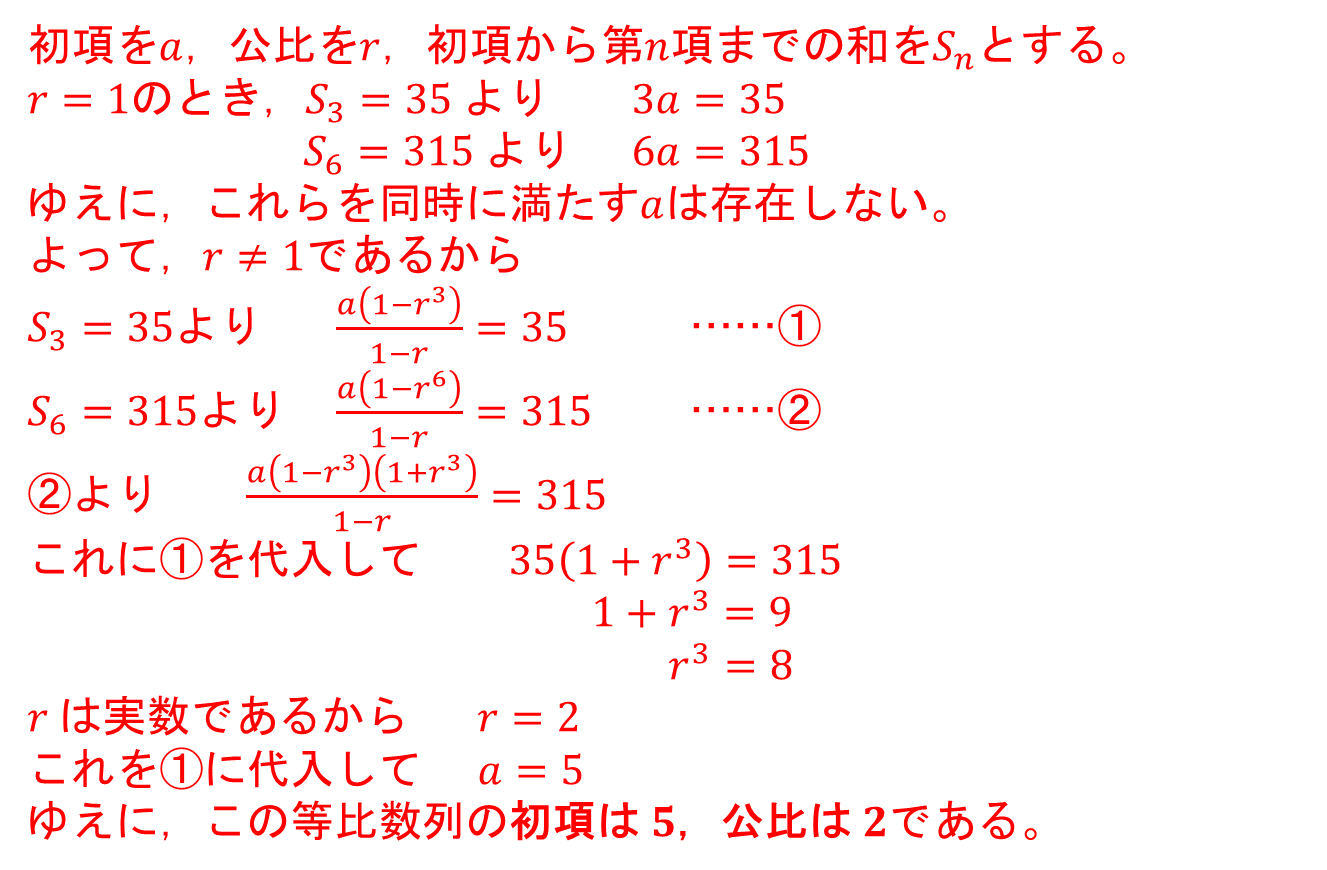 初項をa，公比をr，初項から第n項までの和をSₙとする。
r = 1のとき，S₃ = 35 より 3a = 35
S₆ = 315 より 6a = 315
ゆえに，これらを同時に満たすaは存在しない。
よって，r ≠ 1であるから
S₃ = 35より a(1−r³)/1−r = 35 ……①
S₆ = 315より a(1−r⁶)/1−r = 315 ……②
②より a(1−r³)(1+r³)/1−r = 315
これに①を代入して 35(1 + r³) = 315
1 + r³ = 9
r³ = 8
r は実数であるから r = 2
これを①に代入して a = 5
ゆえに，この等比数列の初項は 5，公比は 2である。